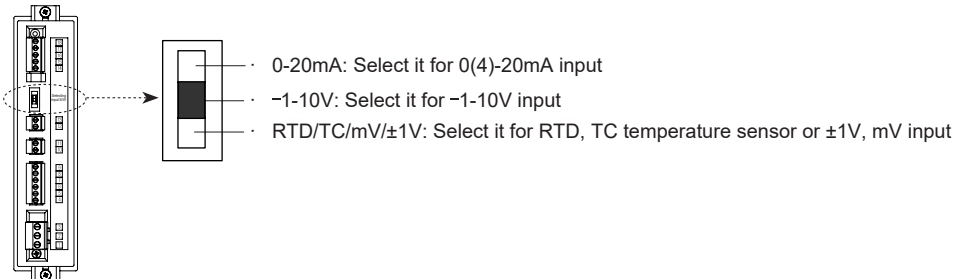 0-20mA: Select it for 0(4)-20mA input
−1-10V: Select it for −1-10V input
RTD/TC/mV/±1V: Select it for RTD, TC temperature sensor or ±1V, mV input